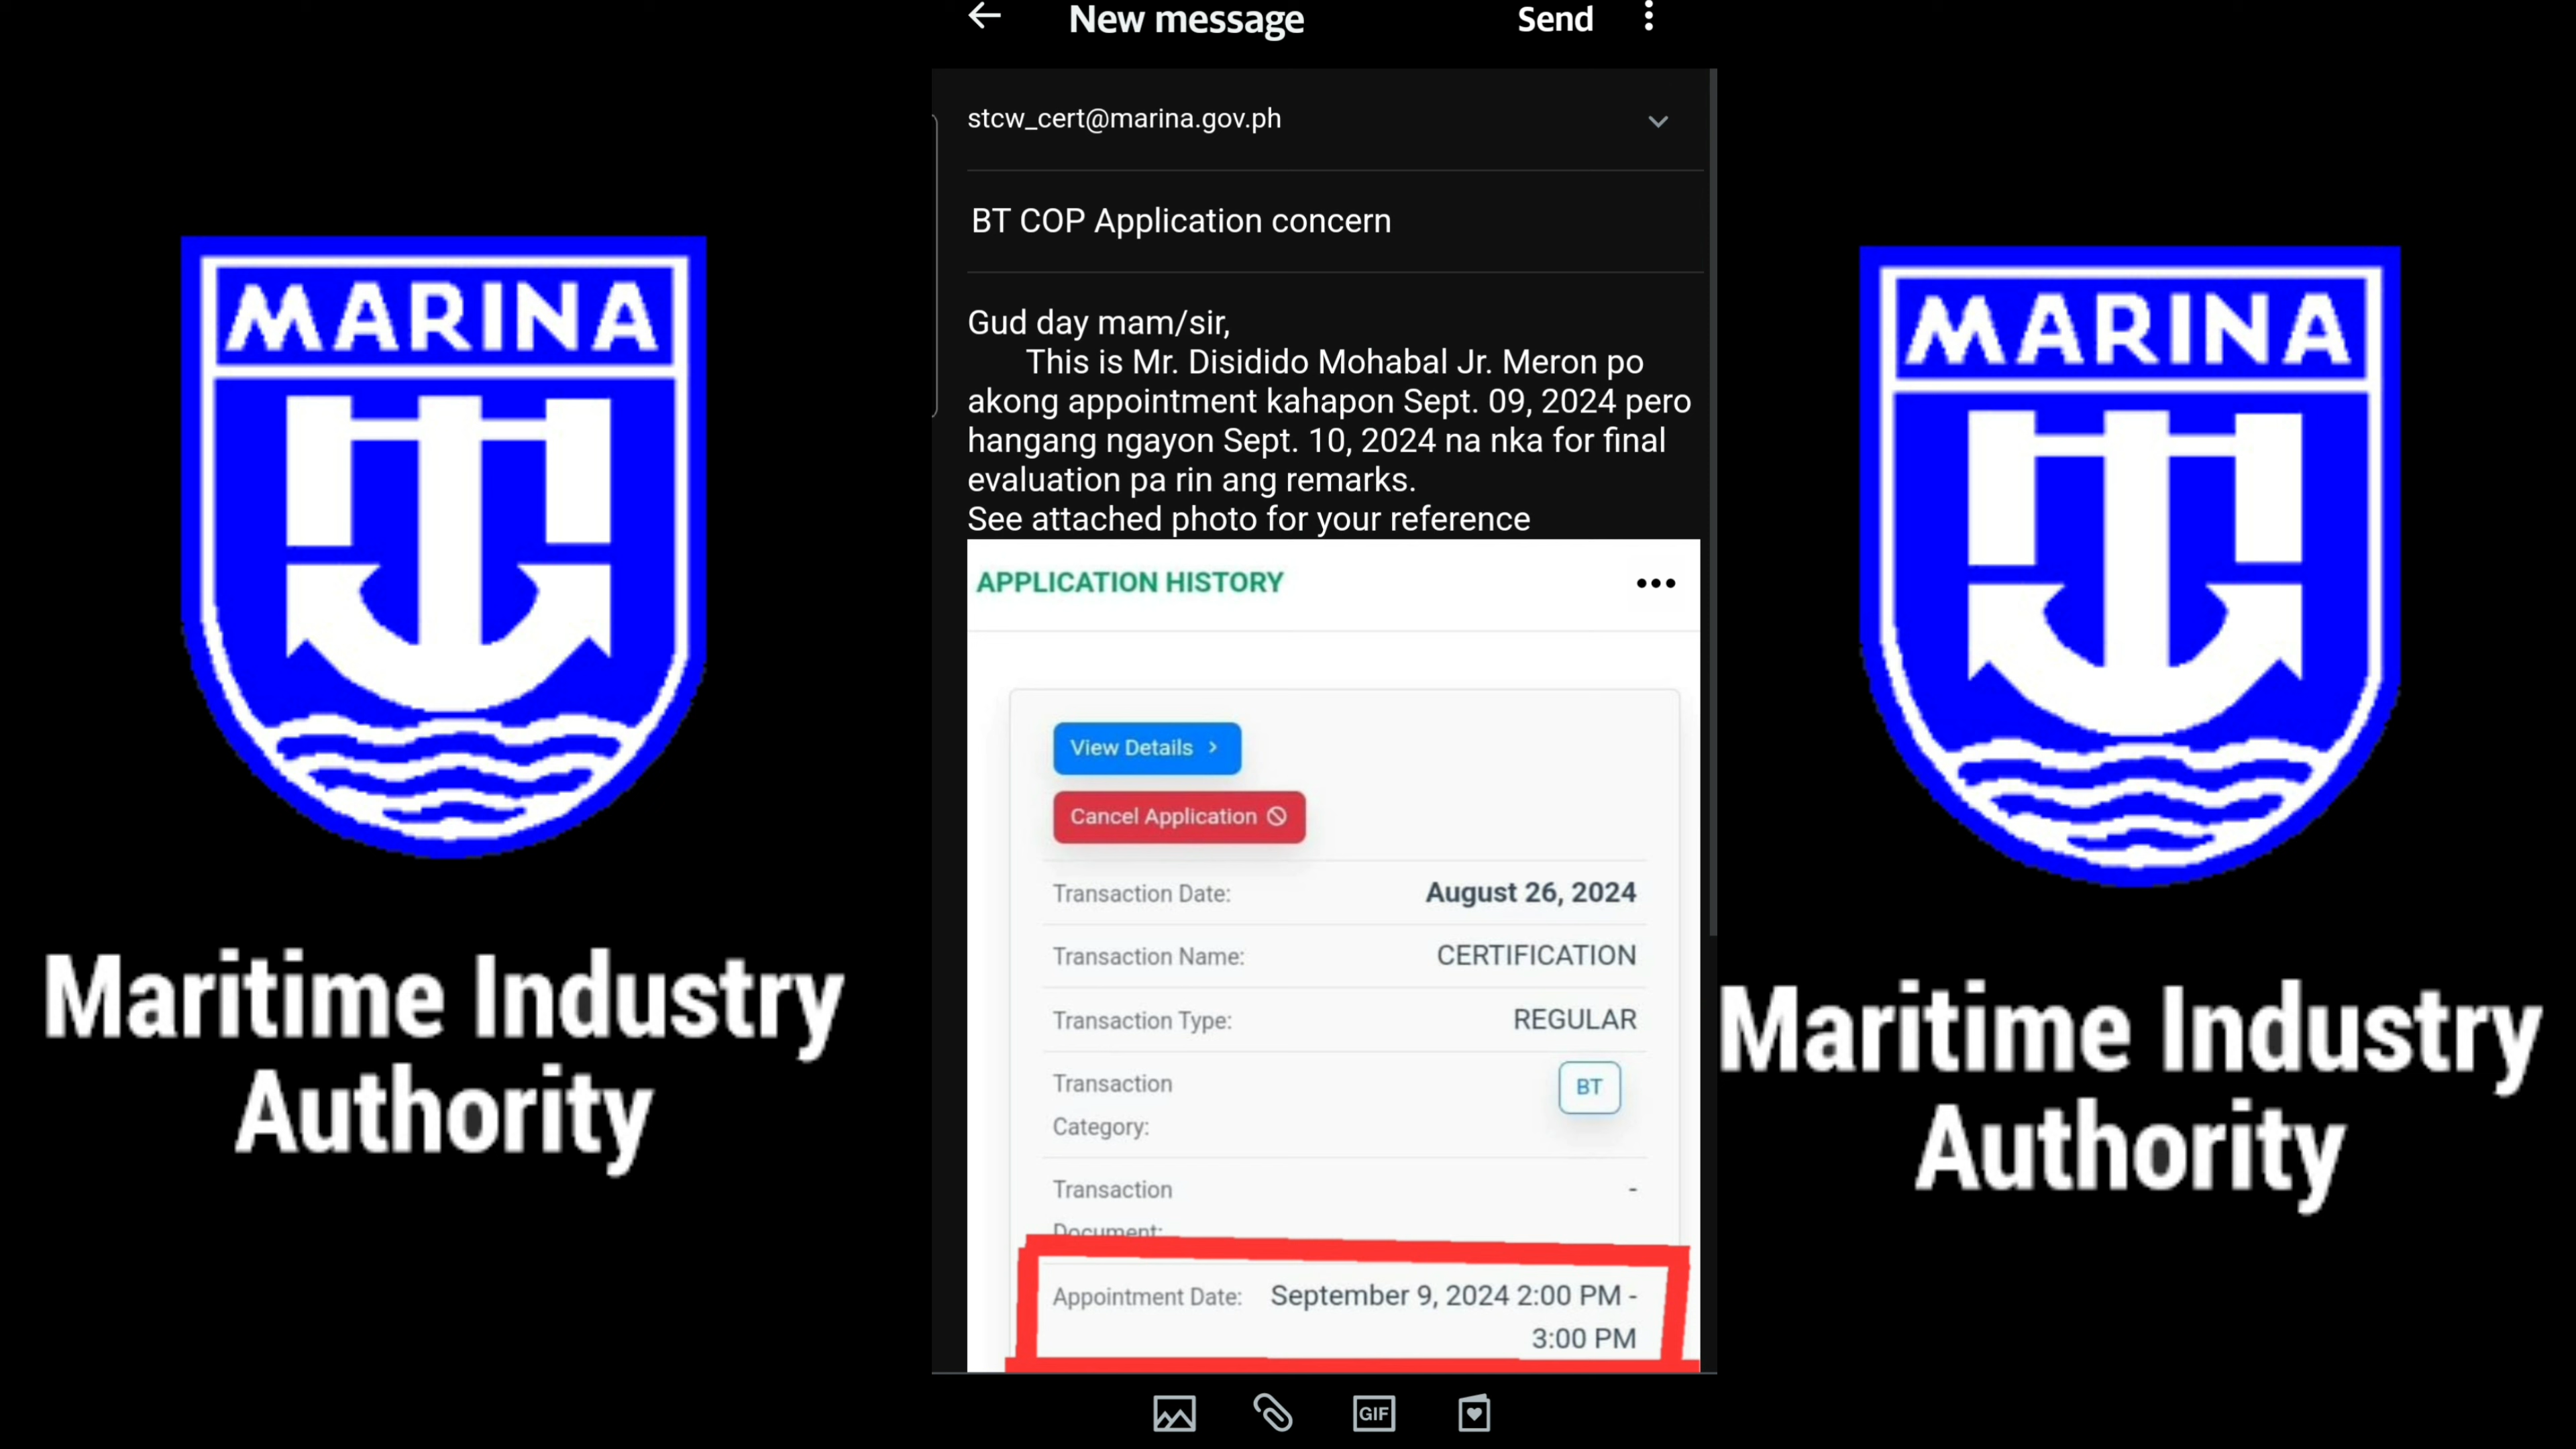 MARINA
Maritime Industry
Authority
New message
Send
stcw_cert@marina.gov.ph
BT COP Application concern
Gud day mam/sir,
This is Mr. Disidido Mohabal Jr. Meron po
akong appointment kahapon Sept. 09, 2024 pero
hangang ngayon Sept. 10, 2024 na nka for final
evaluation pa rin ang remarks.
See attached photo for your reference
APPLICATION HISTORY
View Details
Cancel Application
Transaction Date: August 26, 2024
Transaction Name: CERTIFICATION
Transaction Type: REGULAR
Transaction BT
Category:
Transaction -
Document:
Appointment Date: September 9, 2024 2:00 PM -
3:00 PM
GIF
MARINA
Maritime Industry
Authority